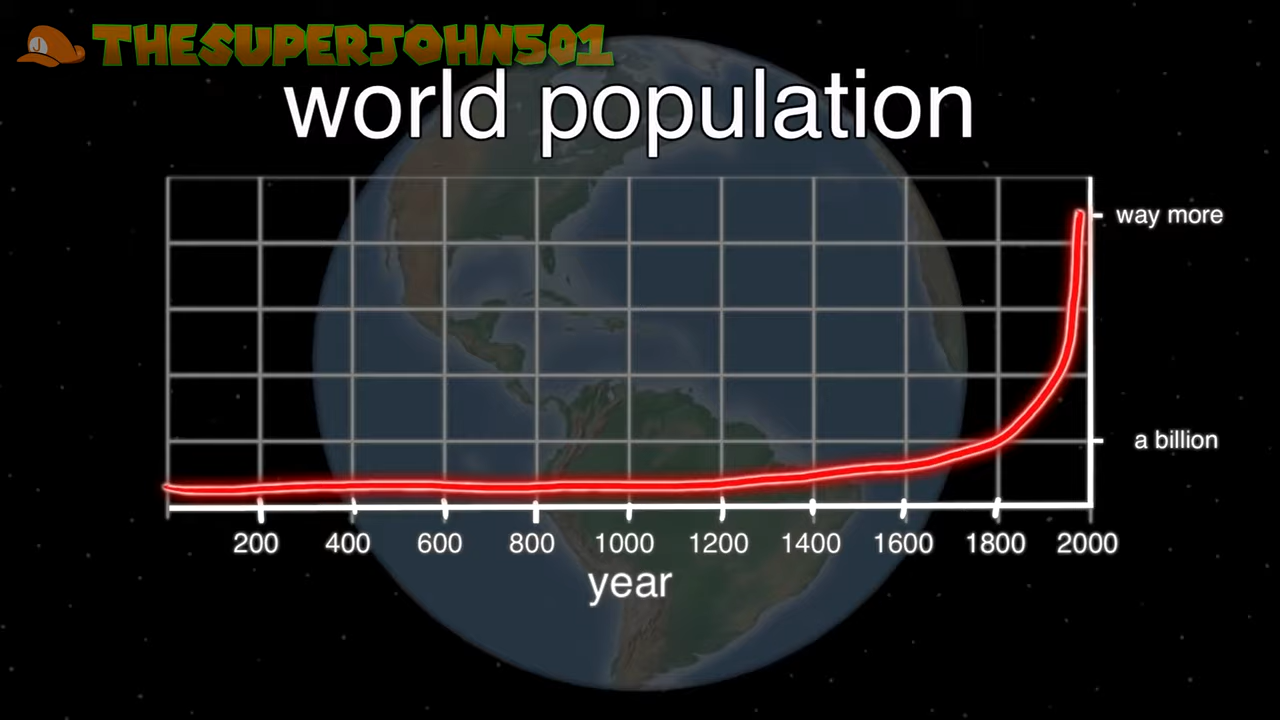 THESUPERJOHN501
world population
way more
a billion
200 400 600 800 1000 1200 1400 1600 1800 2000
year